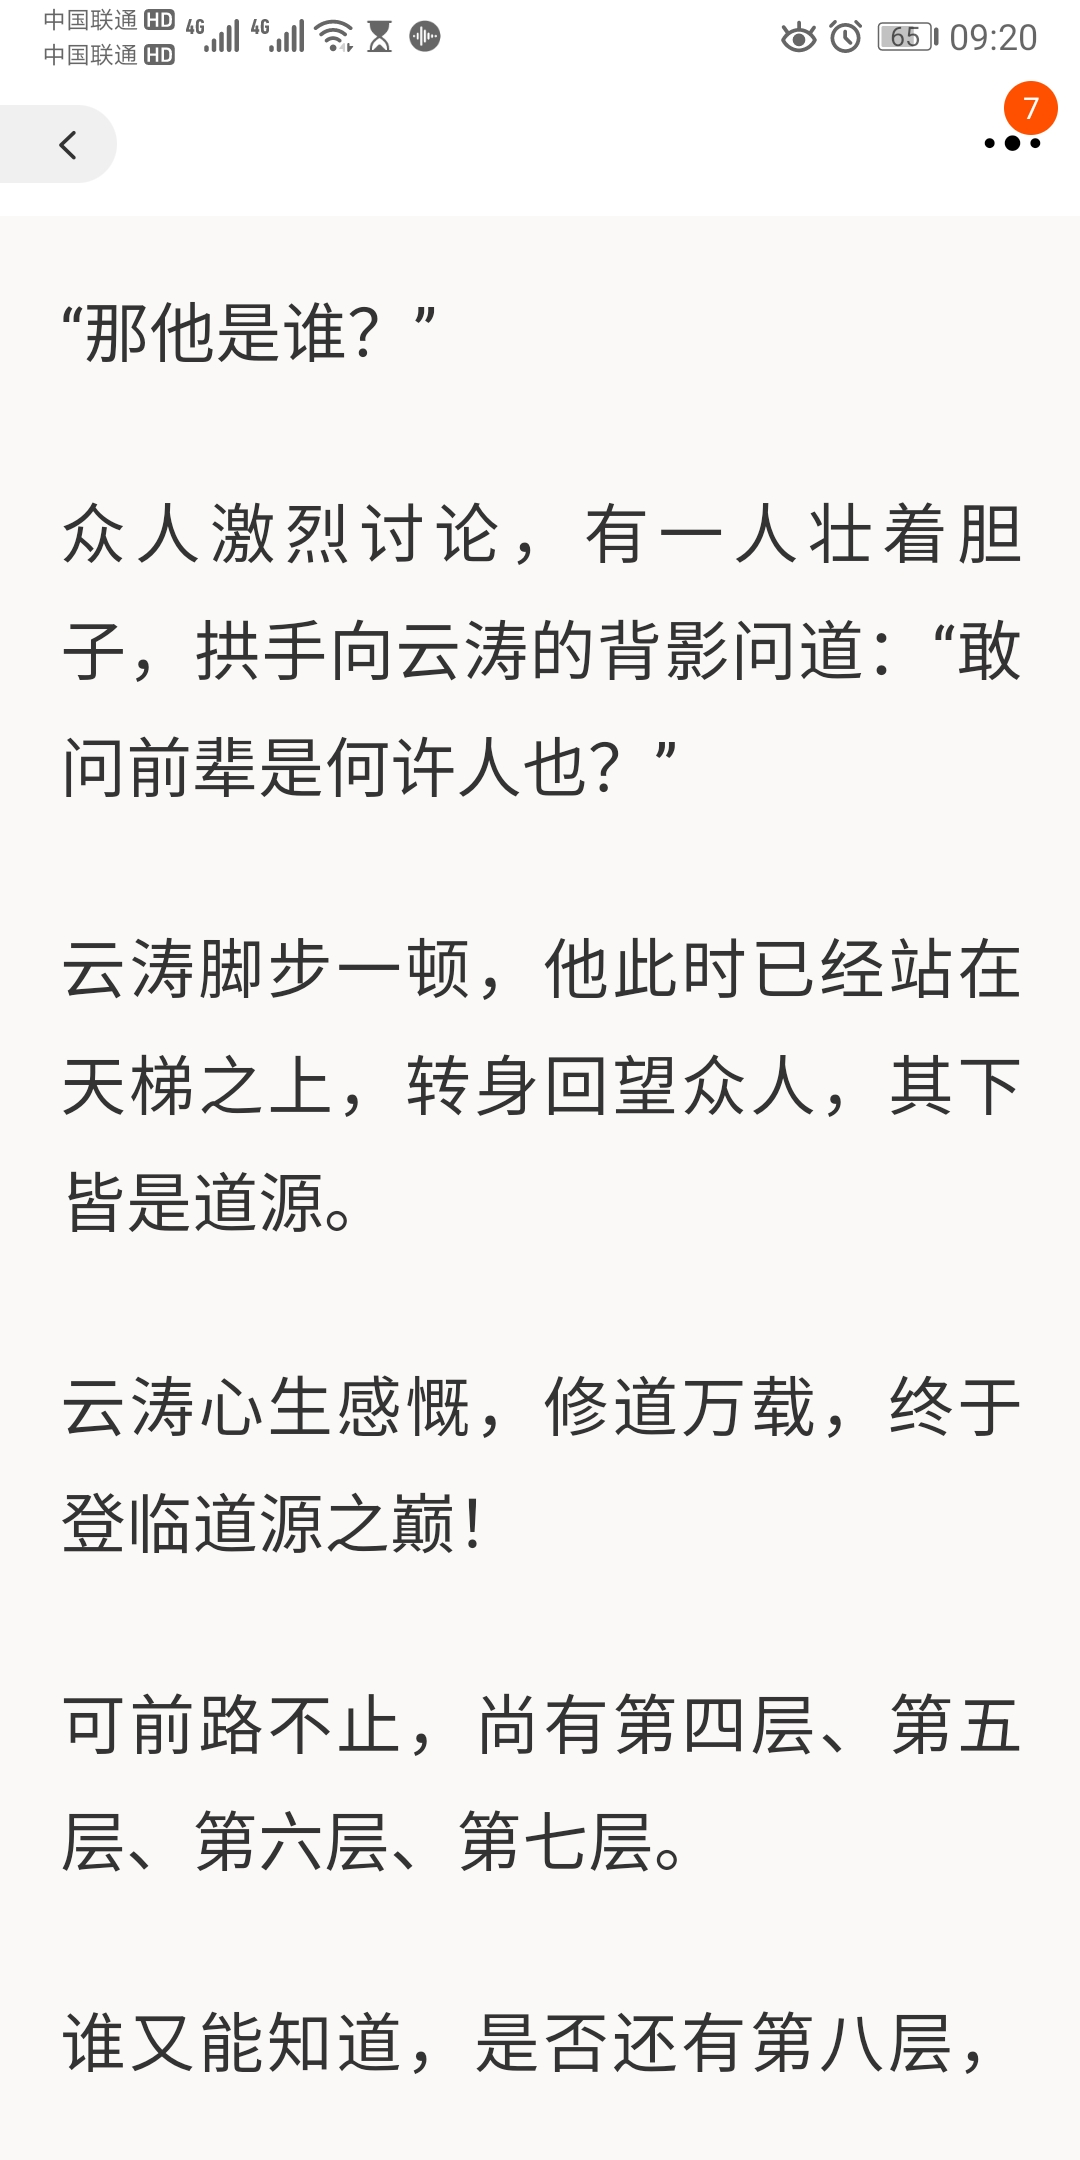 中国联通 HD 4G 4G 65 09:20
中国联通 HD
7
“那他是谁？”
众人激烈讨论，有一人壮着胆
子，拱手向云涛的背影问道：“敢
问前辈是何许人也？”
云涛脚步一顿，他此时已经站在
天梯之上，转身回望众人，其下
皆是道源。
云涛心生感慨，修道万载，终于
登临道源之巅！
可前路不止，尚有第四层、第五
层、第六层、第七层。
谁又能知道，是否还有第八层，